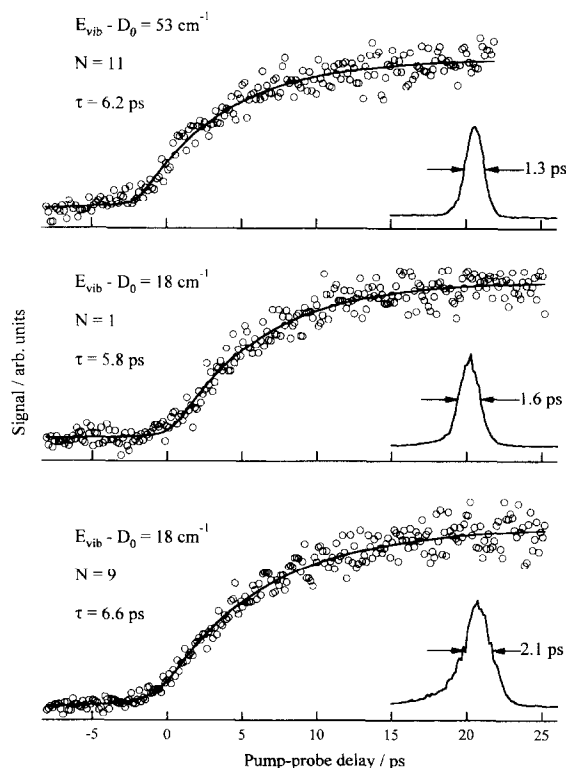 E_vib - D_0 = 53 cm^-1
N = 11
τ = 6.2 ps
1.3 ps
E_vib - D_0 = 18 cm^-1
N = 1
τ = 5.8 ps
1.6 ps
Signal / arb. units
E_vib - D_0 = 18 cm^-1
N = 9
τ = 6.6 ps
2.1 ps
-5 0 5 10 15 20 25
Pump-probe delay / ps